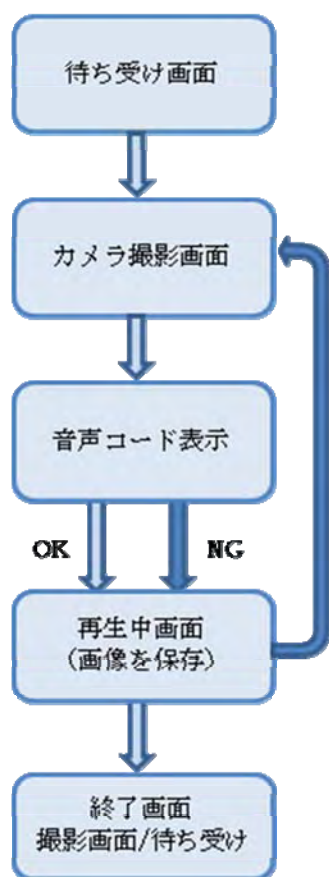 待ち受け画面
カメラ撮影画面
音声コード表示
OK
NG
再生中画面
(画像を保存)
終了画面
撮影画面/待ち受け